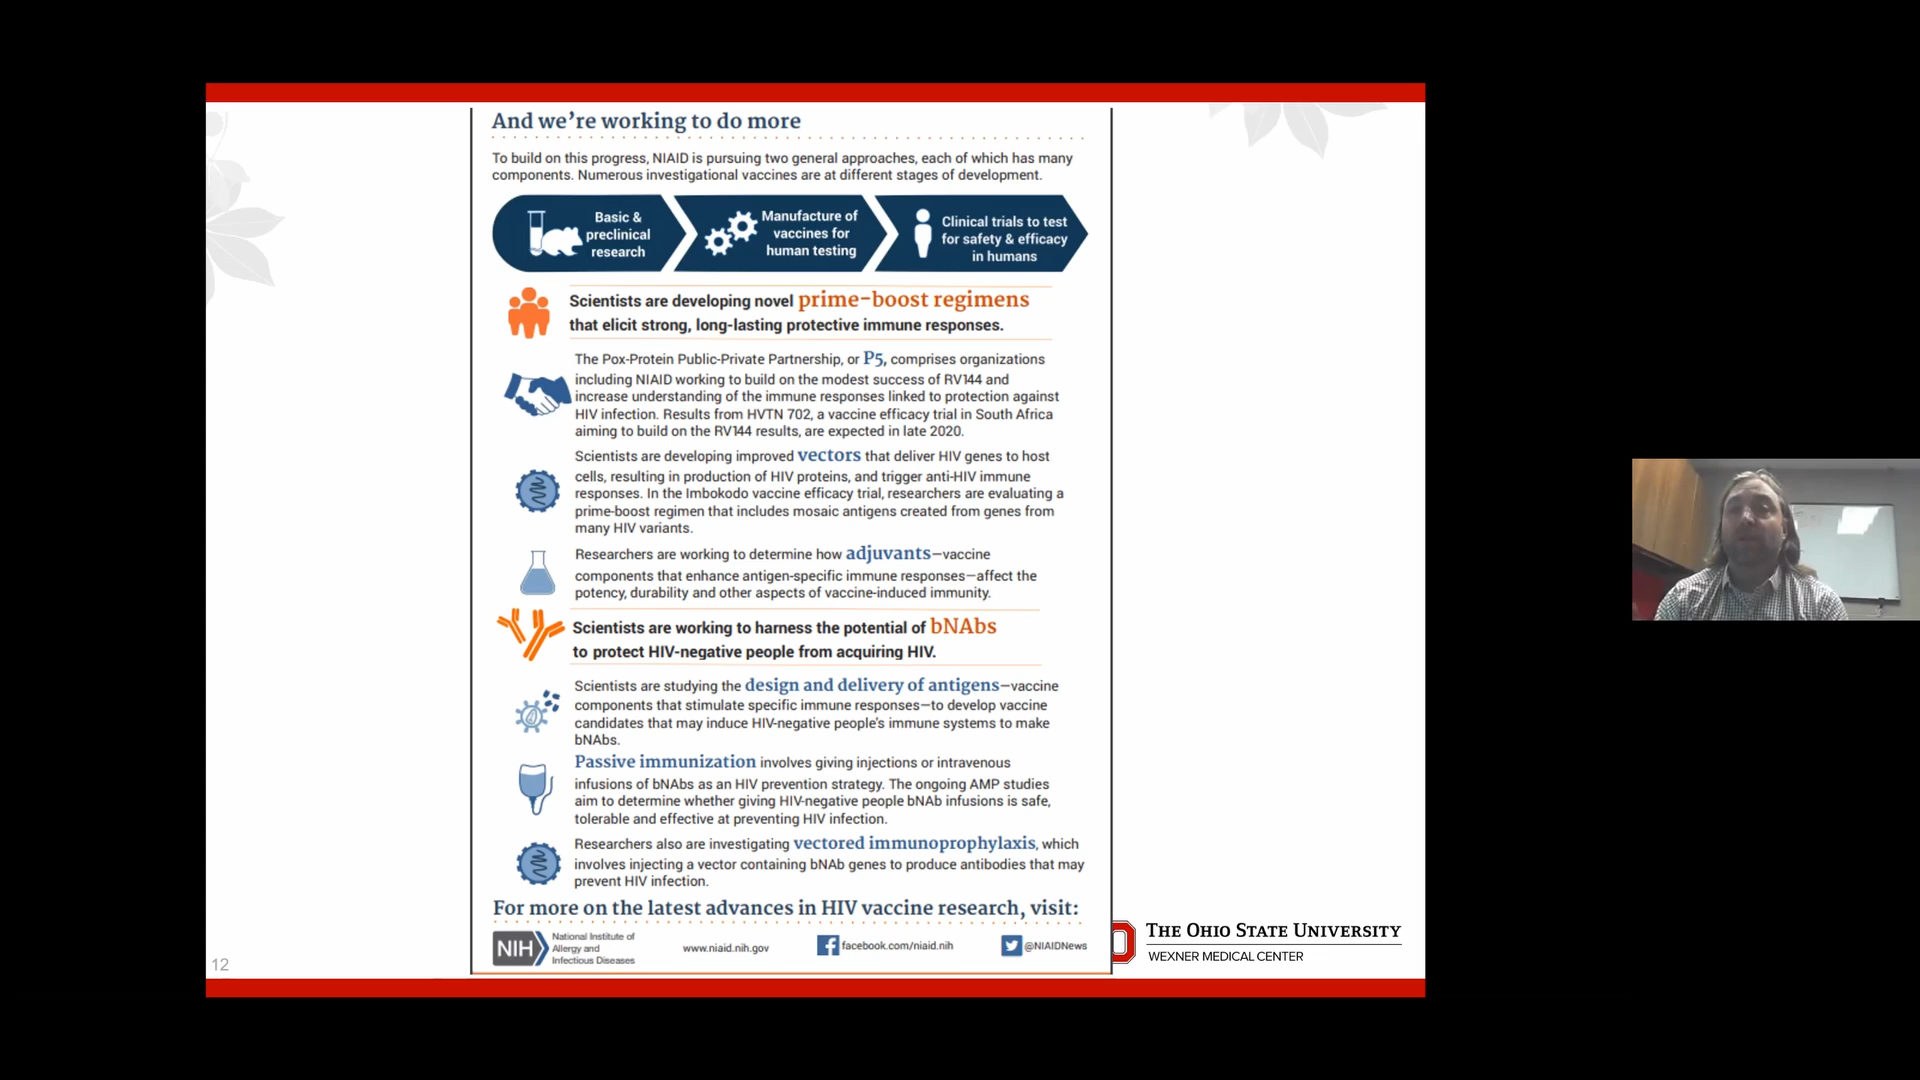 And we're working to do more
To build on this progress, NIAID is pursuing two general approaches, each of which has many
components. Numerous investigational vaccines are at different stages of development.
Basic &
preclinical
research
Manufacture of
vaccines for
human testing
Clinical trials to test
for safety & efficacy
in humans
Scientists are developing novel prime-boost regimens
that elicit strong, long-lasting protective immune responses.
The Pox-Protein Public-Private Partnership, or P5, comprises organizations
including NIAID working to build on the modest success of RV144 and
increase understanding of the immune responses linked to protection against
HIV infection. Results from HVTN 702, a vaccine efficacy trial in South Africa
aiming to build on the RV144 results, are expected in late 2020.
Scientists are developing improved vectors that deliver HIV genes to host
cells, resulting in production of HIV proteins, and trigger anti-HIV immune
responses. In the Imbokodo vaccine efficacy trial, researchers are evaluating a
prime-boost regimen that includes mosaic antigens created from genes from
many HIV variants.
Researchers are working to determine how adjuvants—vaccine
components that enhance antigen-specific immune responses—affect the
potency, durability and other aspects of vaccine-induced immunity.
Scientists are working to harness the potential of bNAbs
to protect HIV-negative people from acquiring HIV.
Scientists are studying the design and delivery of antigens—vaccine
components that stimulate specific immune responses—to develop vaccine
candidates that may induce HIV-negative people's immune systems to make
bNAbs.
Passive immunization involves giving injections or intravenous
infusions of bNAbs as an HIV prevention strategy. The ongoing AMP studies
aim to determine whether giving HIV-negative people bNAb infusions is safe,
tolerable and effective at preventing HIV infection.
Researchers also are investigating vectored immunoprophylaxis, which
involves injecting a vector containing bNAb genes to produce antibodies that may
prevent HIV infection.
For more on the latest advances in HIV vaccine research, visit:
NIH
National Institute of
Allergy and
Infectious Diseases
www.niaid.nih.gov
facebook.com/niaid.nih
@NIAIDNews
THE OHIO STATE UNIVERSITY
WEXNER MEDICAL CENTER
12